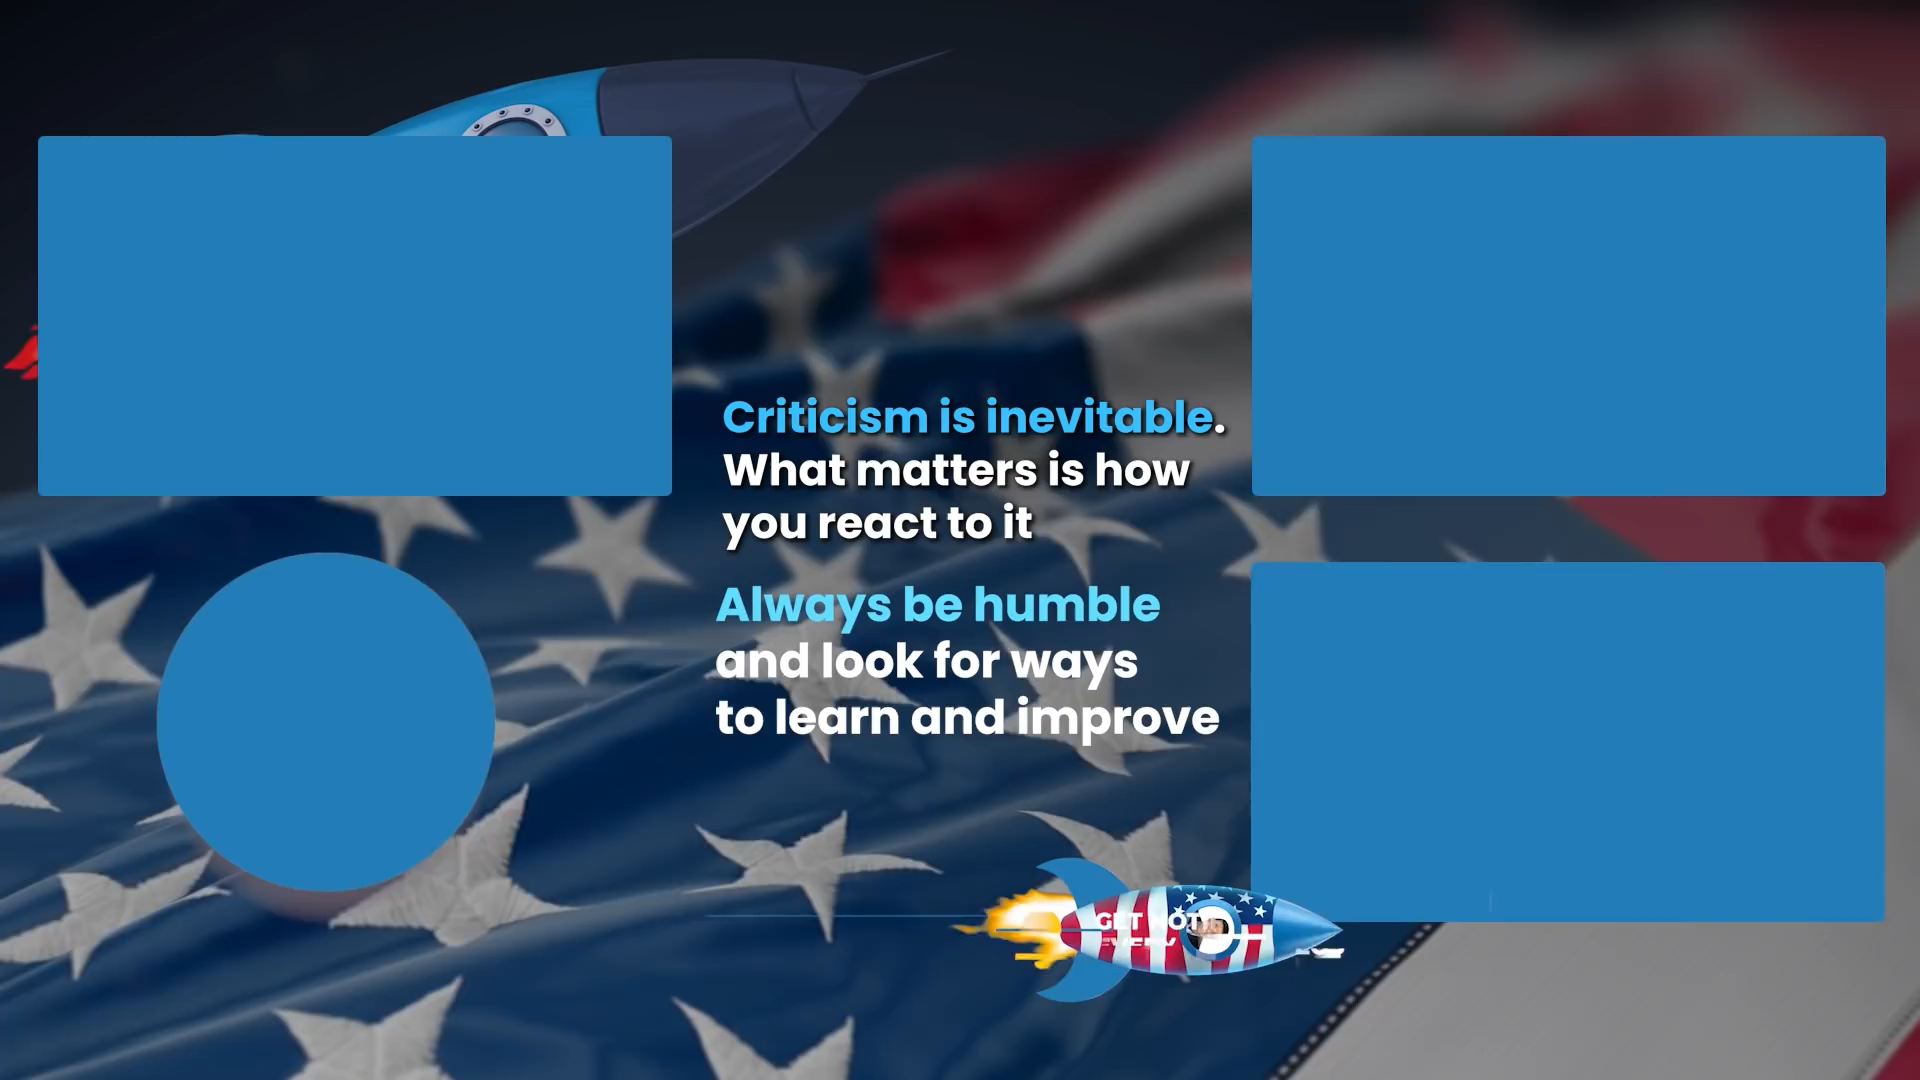 Criticism is inevitable.
What matters is how
you react to it
Always be humble
and look for ways
to learn and improve
GET